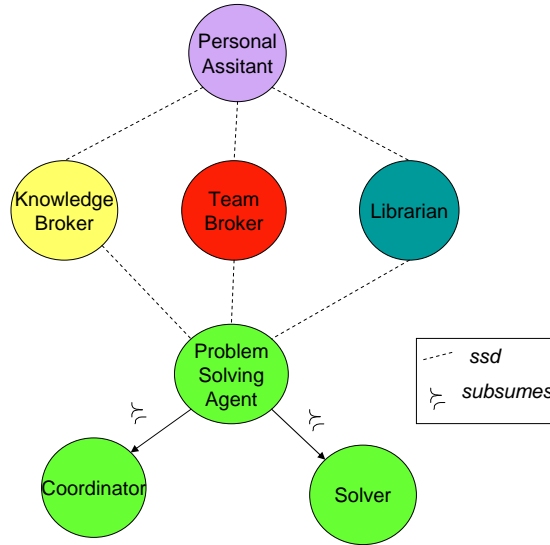 Personal
Assitant
Knowledge
Broker
Team
Broker
Librarian
Problem
Solving
Agent
ssd
≽ subsumes
≽
≽
Coordinator
Solver